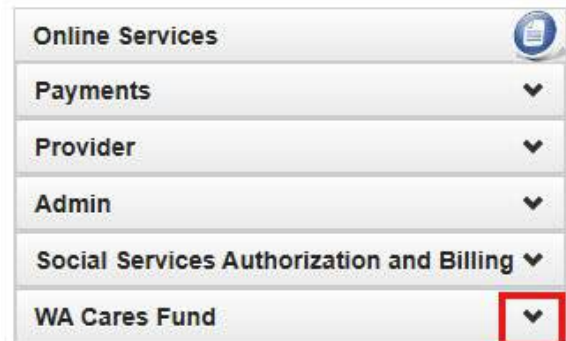 Online Services
Payments
Provider
Admin
Social Services Authorization and Billing
WA Cares Fund